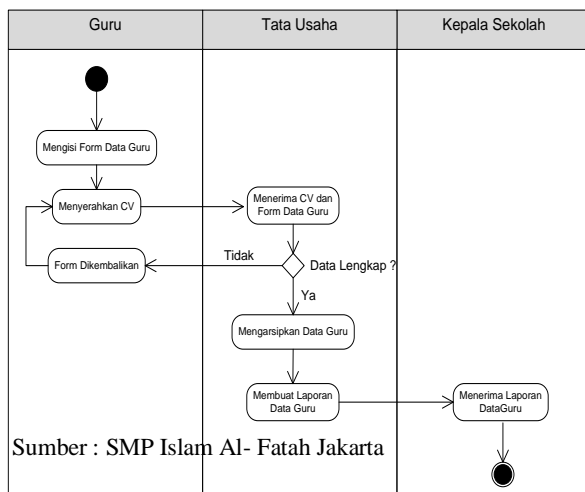 Guru
Tata Usaha
Kepala Sekolah
Mengisi Form Data Guru
Menyerahkan CV
Menerima CV dan
Form Data Guru
Tidak
Data Lengkap ?
Form Dikembalikan
Ya
Mengarsipkan Data Guru
Membuat Laporan
Data Guru
Menerima Laporan
DataGuru
Sumber : SMP Islam Al- Fatah Jakarta